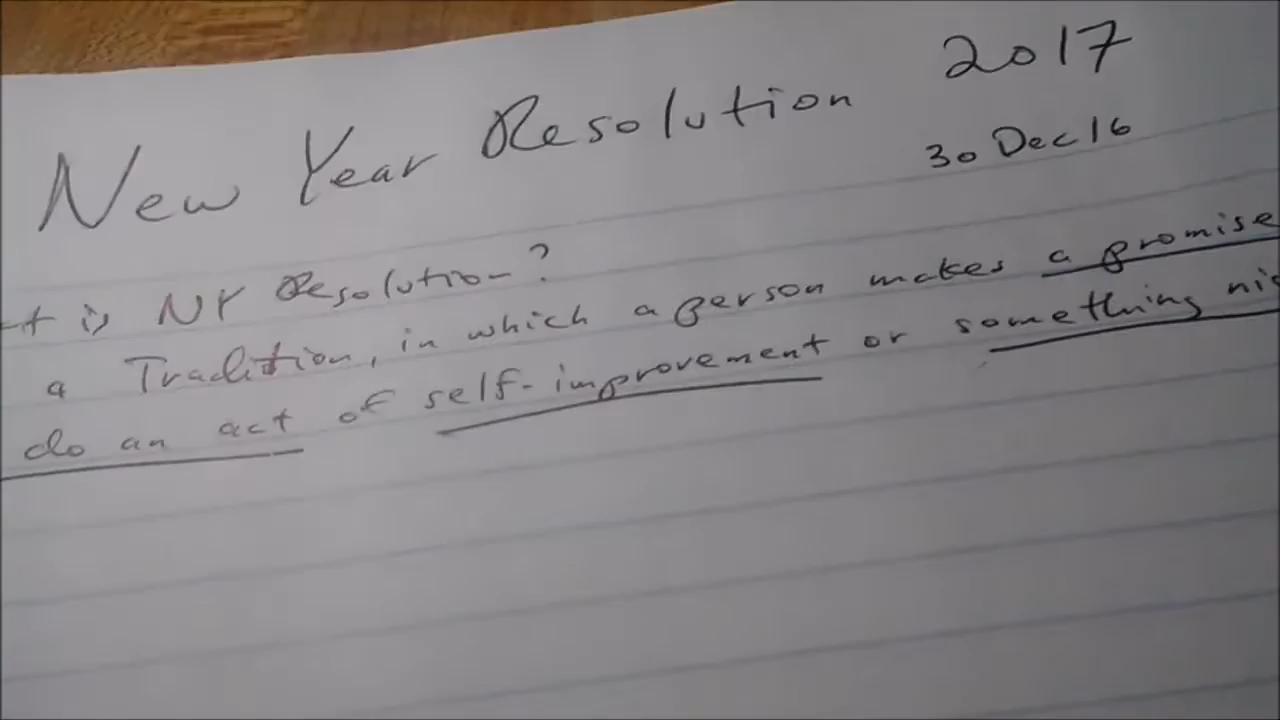 New Year Resolution 2017
30 Dec 16
is NY Resolution?
a Tradition, in which a person makes a promise
do an act of self-improvement or something